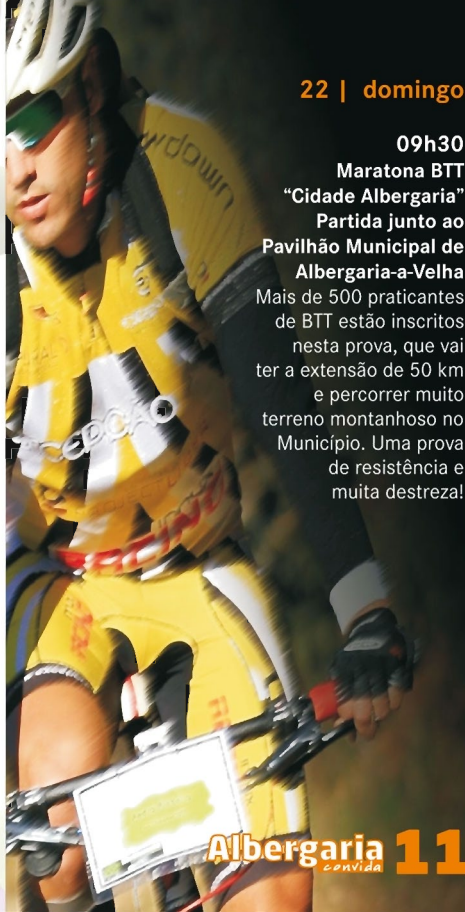 22 | domingo
09h30
Maratona BTT
“Cidade Albergaria”
Partida junto ao
Pavilhão Municipal de
Albergaria-a-Velha
Mais de 500 praticantes
de BTT estão inscritos
nesta prova, que vai
ter a extensão de 50 km
e percorrer muito
terreno montanhoso no
Município. Uma prova
de resistência e
muita destreza!
Albergaria 11
convida